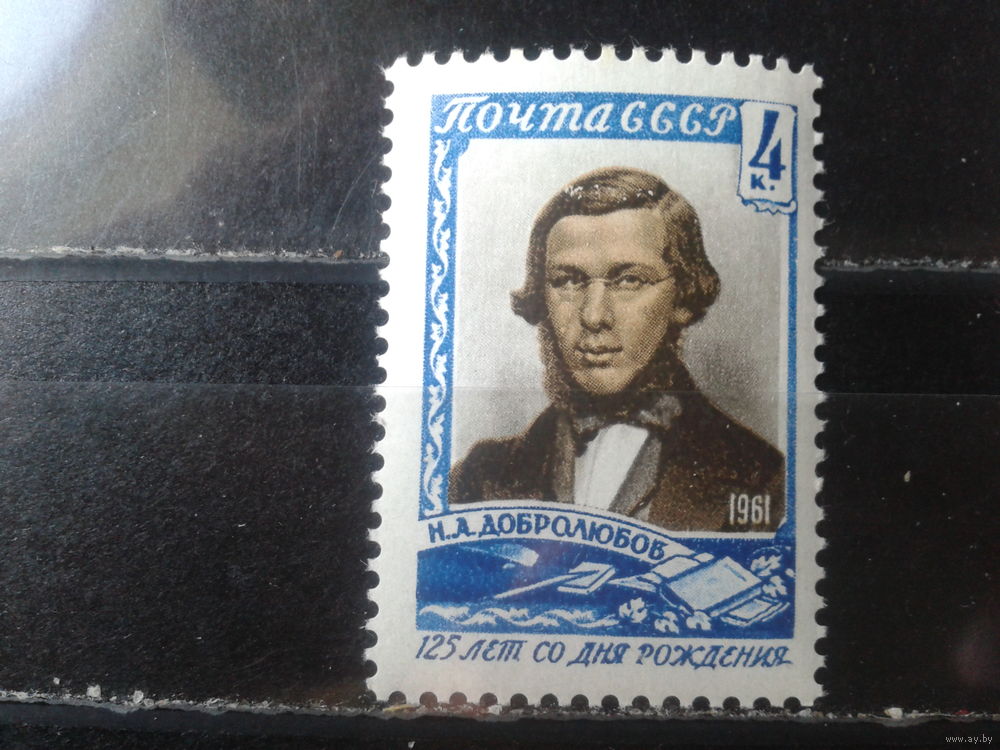 Почта СССР
4
к.
1961
Н.А.ДОБРОЛЮБОВ
125 ЛЕТ СО ДНЯ РОЖДЕНИЯ
www.ay.by